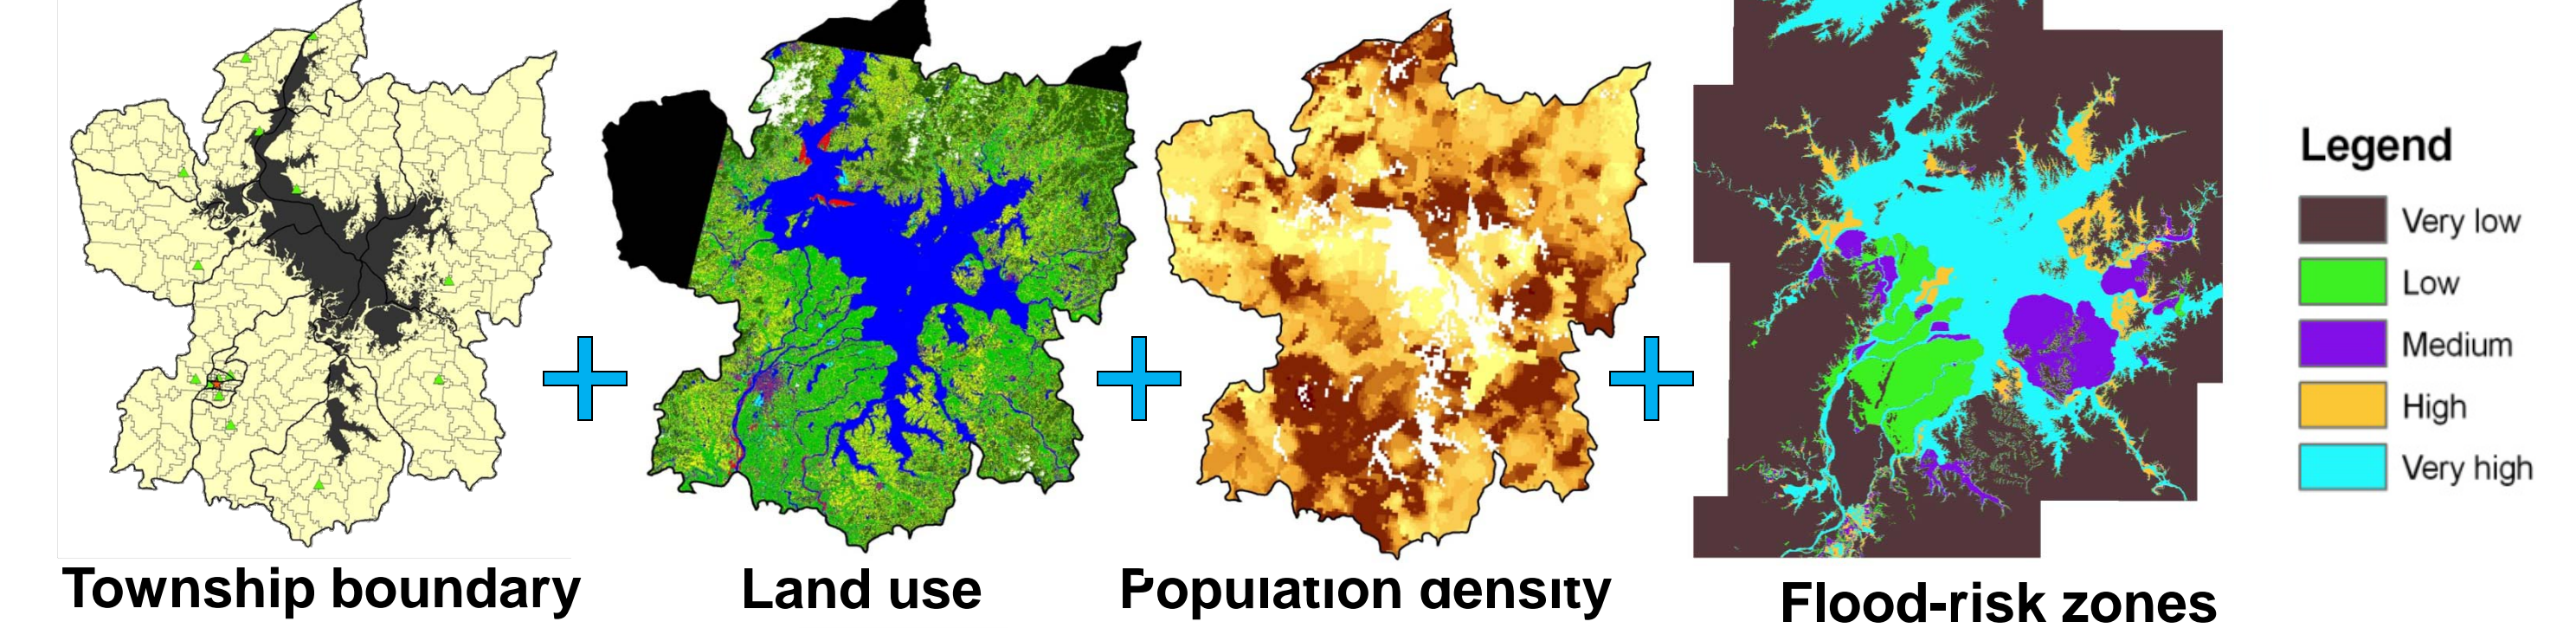 Legend
Very low
Low
Medium
High
Very high
Township boundary
Land use
Population density
Flood-risk zones